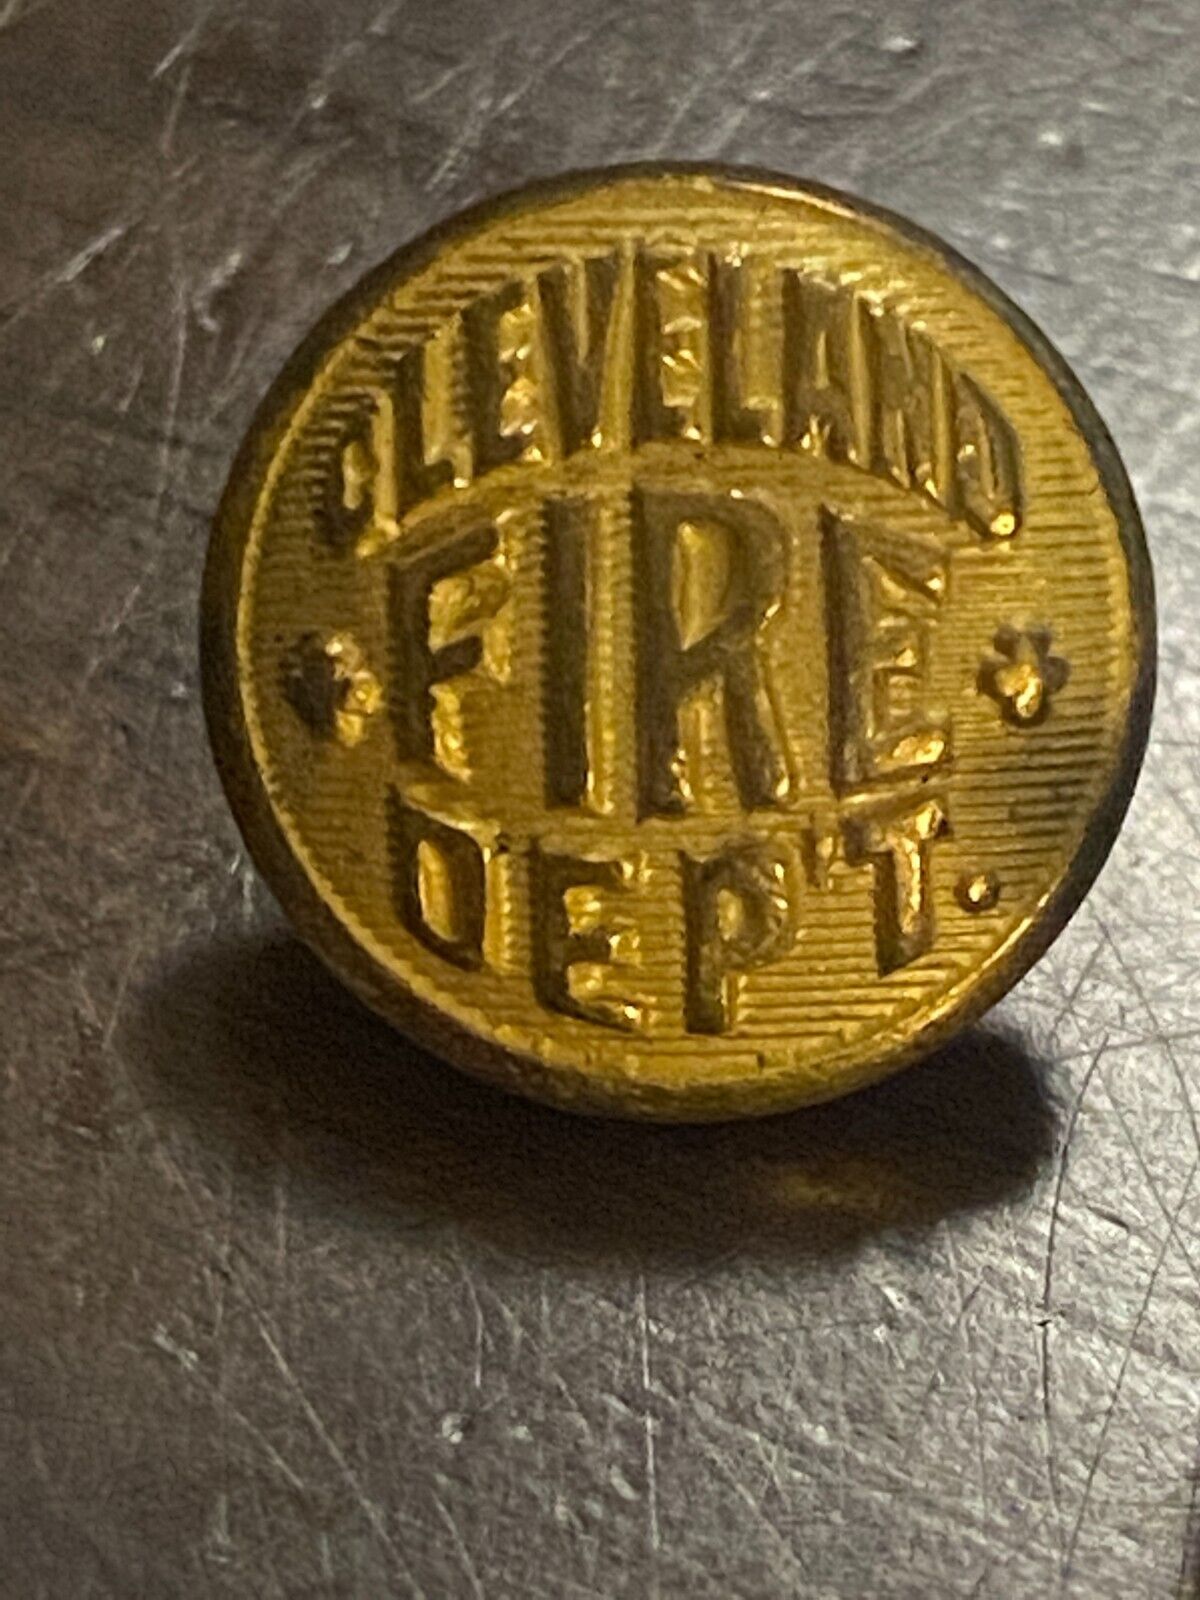 CLEVELAND
FIRE
DEP'T.